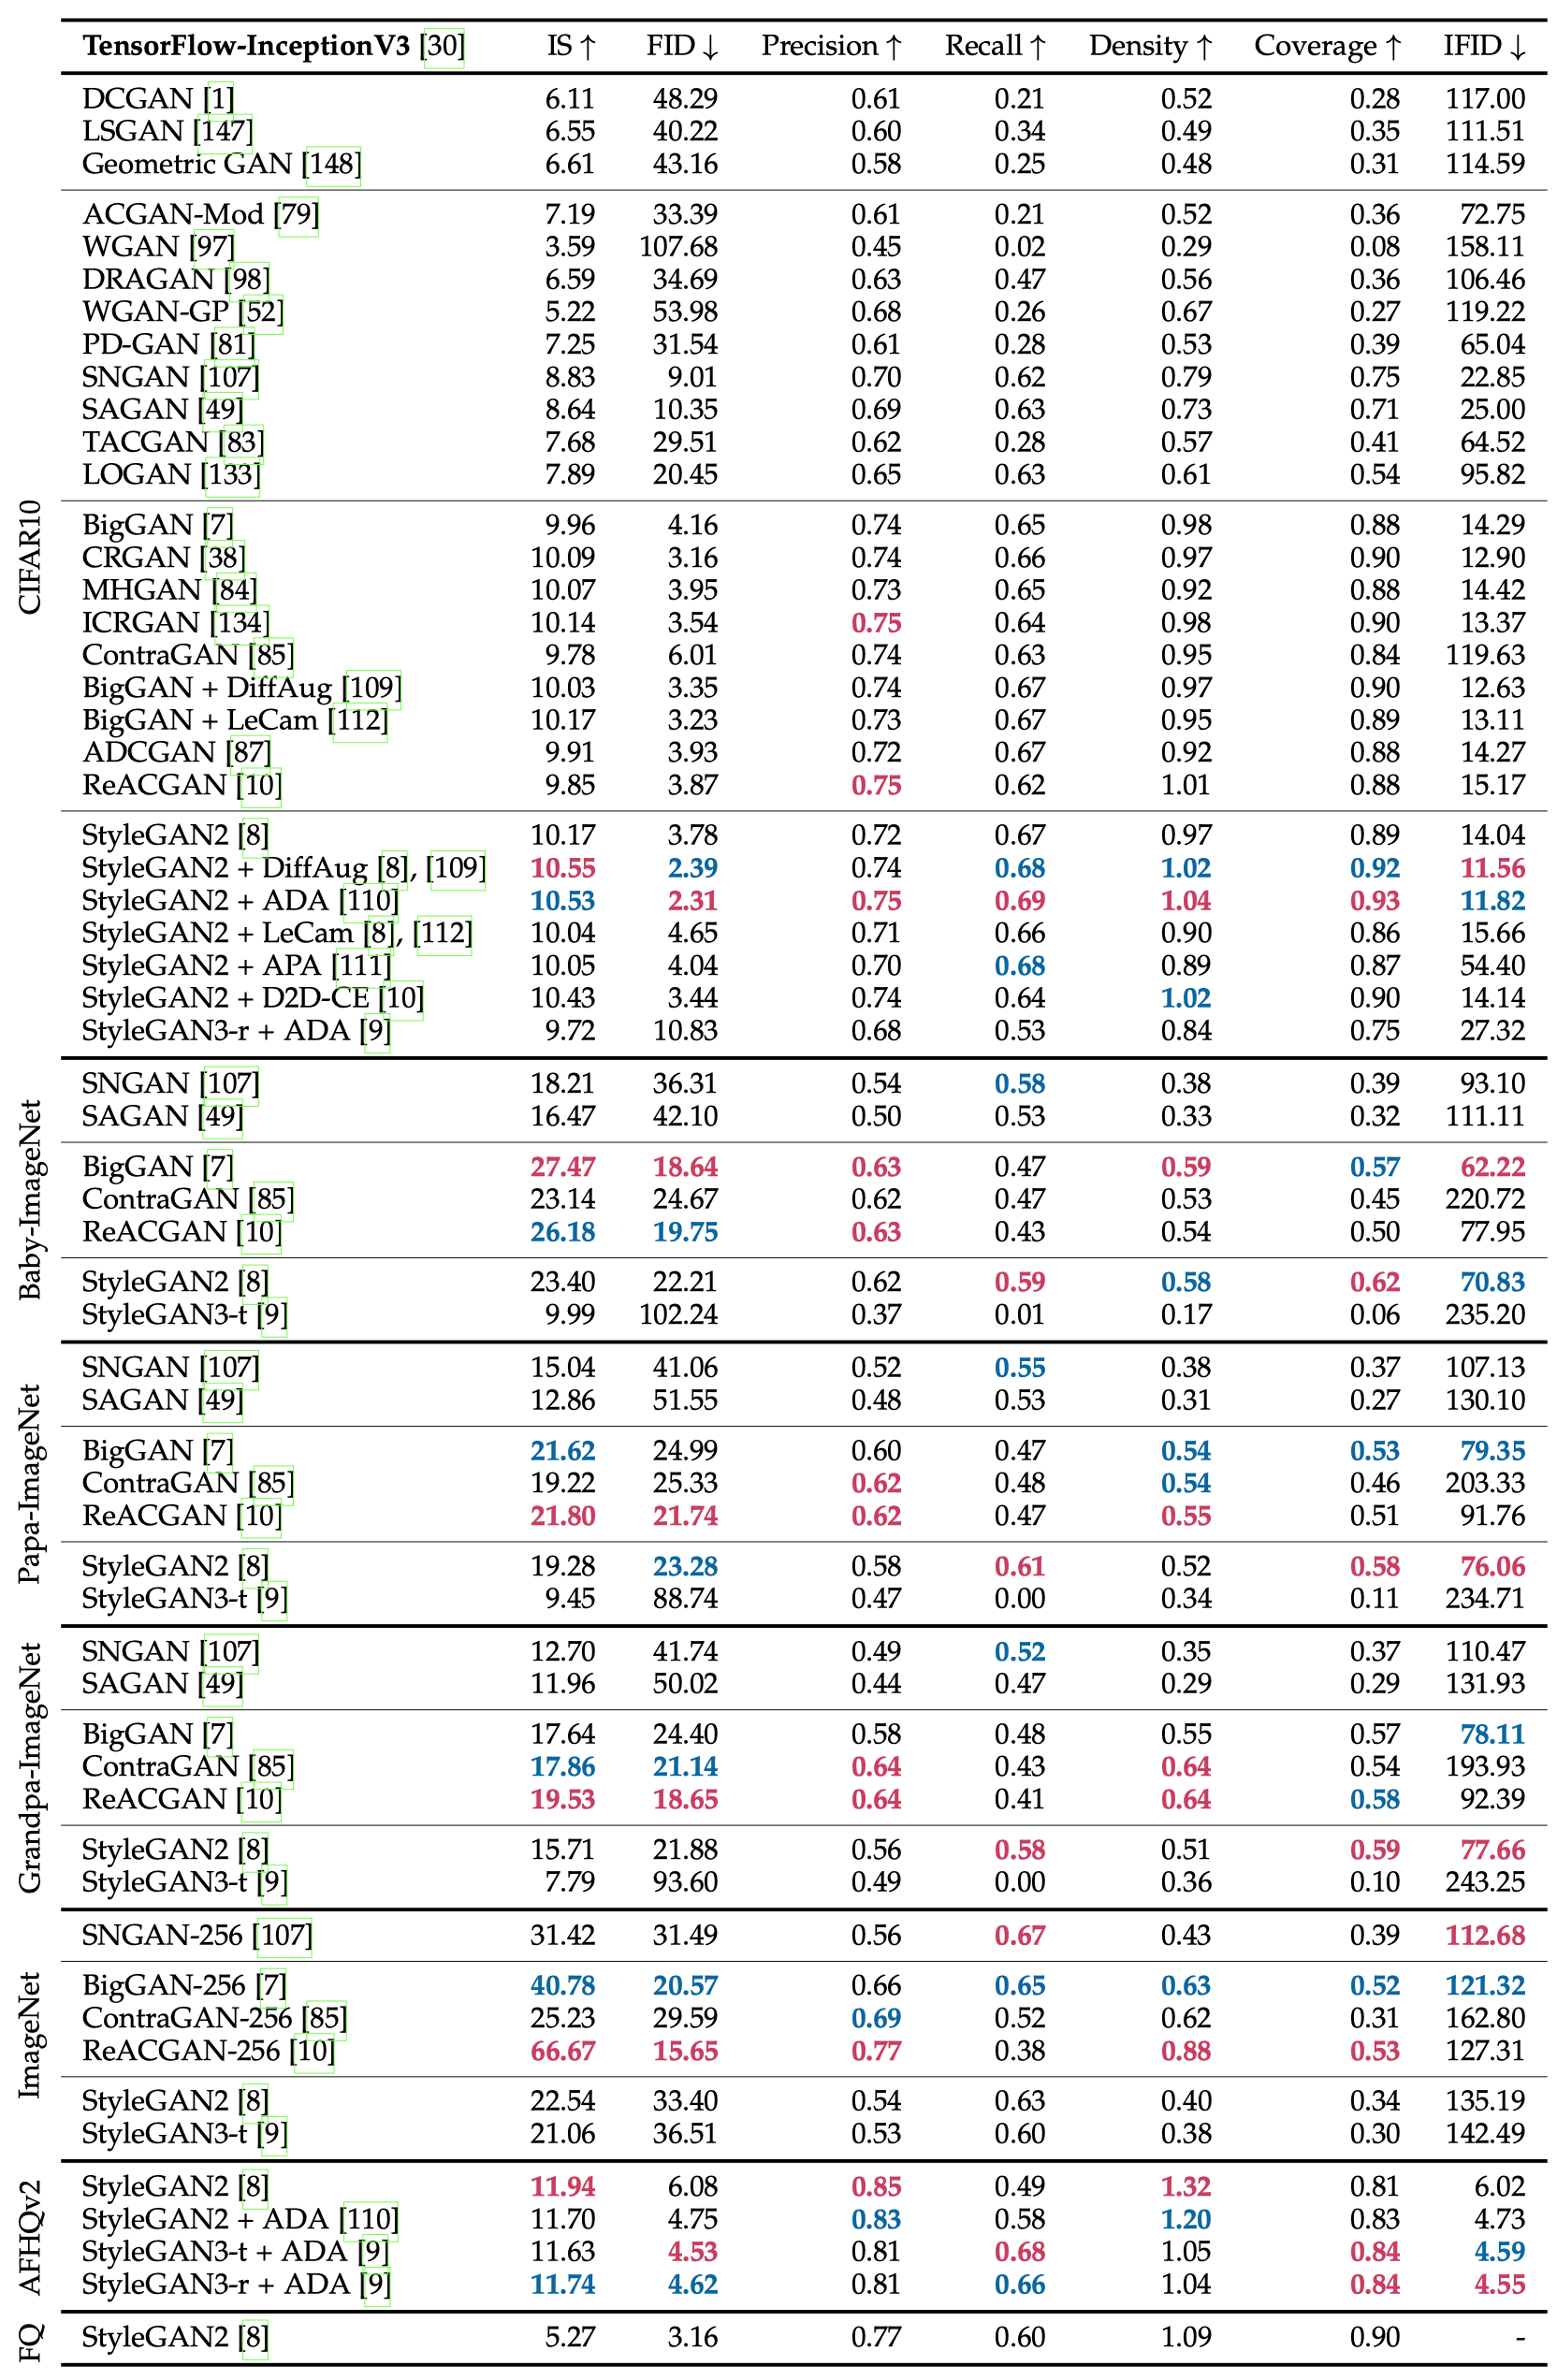 TensorFlow-InceptionV3 [30] IS ↑ FID ↓ Precision ↑ Recall ↑ Density ↑ Coverage ↑ IFID ↓
CIFAR10
DCGAN [1] 6.11 48.29 0.61 0.21 0.52 0.28 117.00
LSGAN [147] 6.55 40.22 0.60 0.34 0.49 0.35 111.51
Geometric GAN [148] 6.61 43.16 0.58 0.25 0.48 0.31 114.59
ACGAN-Mod [79] 7.19 33.39 0.61 0.21 0.52 0.36 72.75
WGAN [97] 3.59 107.68 0.45 0.02 0.29 0.08 158.11
DRAGAN [98] 6.59 34.69 0.63 0.47 0.56 0.36 106.46
WGAN-GP [52] 5.22 53.98 0.68 0.26 0.67 0.27 119.22
PD-GAN [81] 7.25 31.54 0.61 0.28 0.53 0.39 65.04
SNGAN [107] 8.83 9.01 0.70 0.62 0.79 0.75 22.85
SAGAN [49] 8.64 10.35 0.69 0.63 0.73 0.71 25.00
TACGAN [83] 7.68 29.51 0.62 0.28 0.57 0.41 64.52
LOGAN [133] 7.89 20.45 0.65 0.63 0.61 0.54 95.82
BigGAN [7] 9.96 4.16 0.74 0.65 0.98 0.88 14.29
CRGAN [38] 10.09 3.16 0.74 0.66 0.97 0.90 12.90
MHGAN [84] 10.07 3.95 0.73 0.65 0.92 0.88 14.42
ICRGAN [134] 10.14 3.54 0.75 0.64 0.98 0.90 13.37
ContraGAN [85] 9.78 6.01 0.74 0.63 0.95 0.84 119.63
BigGAN + DiffAug [109] 10.03 3.35 0.74 0.67 0.97 0.90 12.63
BigGAN + LeCam [112] 10.17 3.23 0.73 0.67 0.95 0.89 13.11
ADCGAN [87] 9.91 3.93 0.72 0.67 0.92 0.88 14.27
ReACGAN [10] 9.85 3.87 0.75 0.62 1.01 0.88 15.17
StyleGAN2 [8] 10.17 3.78 0.72 0.67 0.97 0.89 14.04
StyleGAN2 + DiffAug [8], [109] 10.55 2.39 0.74 0.68 1.02 0.92 11.56
StyleGAN2 + ADA [110] 10.53 2.31 0.75 0.69 1.04 0.93 11.82
StyleGAN2 + LeCam [8], [112] 10.04 4.65 0.71 0.66 0.90 0.86 15.66
StyleGAN2 + APA [111] 10.05 4.04 0.70 0.68 0.89 0.87 54.40
StyleGAN2 + D2D-CE [10] 10.43 3.44 0.74 0.64 1.02 0.90 14.14
StyleGAN3-r + ADA [9] 9.72 10.83 0.68 0.53 0.84 0.75 27.32
Baby-ImageNet
SNGAN [107] 18.21 36.31 0.54 0.58 0.38 0.39 93.10
SAGAN [49] 16.47 42.10 0.50 0.53 0.33 0.32 111.11
BigGAN [7] 27.47 18.64 0.63 0.47 0.59 0.57 62.22
ContraGAN [85] 23.14 24.67 0.62 0.47 0.53 0.45 220.72
ReACGAN [10] 26.18 19.75 0.63 0.43 0.54 0.50 77.95
StyleGAN2 [8] 23.40 22.21 0.62 0.59 0.58 0.62 70.83
StyleGAN3-t [9] 9.99 102.24 0.37 0.01 0.17 0.06 235.20
Papa-ImageNet
SNGAN [107] 15.04 41.06 0.52 0.55 0.38 0.37 107.13
SAGAN [49] 12.86 51.55 0.48 0.53 0.31 0.27 130.10
BigGAN [7] 21.62 24.99 0.60 0.47 0.54 0.53 79.35
ContraGAN [85] 19.22 25.33 0.62 0.48 0.54 0.46 203.33
ReACGAN [10] 21.80 21.74 0.62 0.47 0.55 0.51 91.76
StyleGAN2 [8] 19.28 23.28 0.58 0.61 0.52 0.58 76.06
StyleGAN3-t [9] 9.45 88.74 0.47 0.00 0.34 0.11 234.71
Grandpa-ImageNet
SNGAN [107] 12.70 41.74 0.49 0.52 0.35 0.37 110.47
SAGAN [49] 11.96 50.02 0.44 0.47 0.29 0.29 131.93
BigGAN [7] 17.64 24.40 0.58 0.48 0.55 0.57 78.11
ContraGAN [85] 17.86 21.14 0.64 0.43 0.64 0.54 193.93
ReACGAN [10] 19.53 18.65 0.64 0.41 0.64 0.58 92.39
StyleGAN2 [8] 15.71 21.88 0.56 0.58 0.51 0.59 77.66
StyleGAN3-t [9] 7.79 93.60 0.49 0.00 0.36 0.10 243.25
ImageNet
SNGAN-256 [107] 31.42 31.49 0.56 0.67 0.43 0.39 112.68
BigGAN-256 [7] 40.78 20.57 0.66 0.65 0.63 0.52 121.32
ContraGAN-256 [85] 25.23 29.59 0.69 0.52 0.62 0.31 162.80
ReACGAN-256 [10] 66.67 15.65 0.77 0.38 0.88 0.53 127.31
StyleGAN2 [8] 22.54 33.40 0.54 0.63 0.40 0.34 135.19
StyleGAN3-t [9] 21.06 36.51 0.53 0.60 0.38 0.30 142.49
AFHQv2
StyleGAN2 [8] 11.94 6.08 0.85 0.49 1.32 0.81 6.02
StyleGAN2 + ADA [110] 11.70 4.75 0.83 0.58 1.20 0.83 4.73
StyleGAN3-t + ADA [9] 11.63 4.53 0.81 0.68 1.05 0.84 4.59
StyleGAN3-r + ADA [9] 11.74 4.62 0.81 0.66 1.04 0.84 4.55
FQ
StyleGAN2 [8] 5.27 3.16 0.77 0.60 1.09 0.90 -